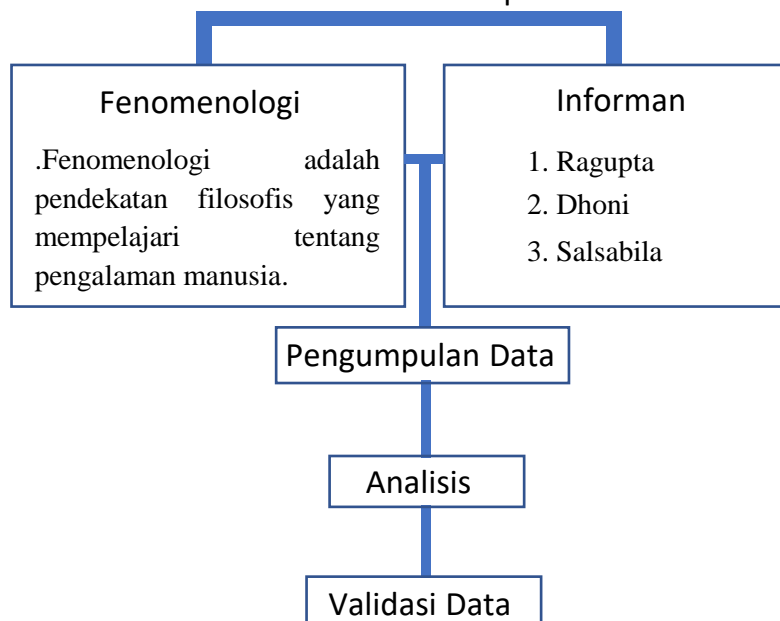 Fenomenologi
.Fenomenologi adalah
pendekatan filosofis yang
mempelajari tentang
pengalaman manusia.
Informan
1. Ragupta
2. Dhoni
3. Salsabila
Pengumpulan Data
Analisis
Validasi Data